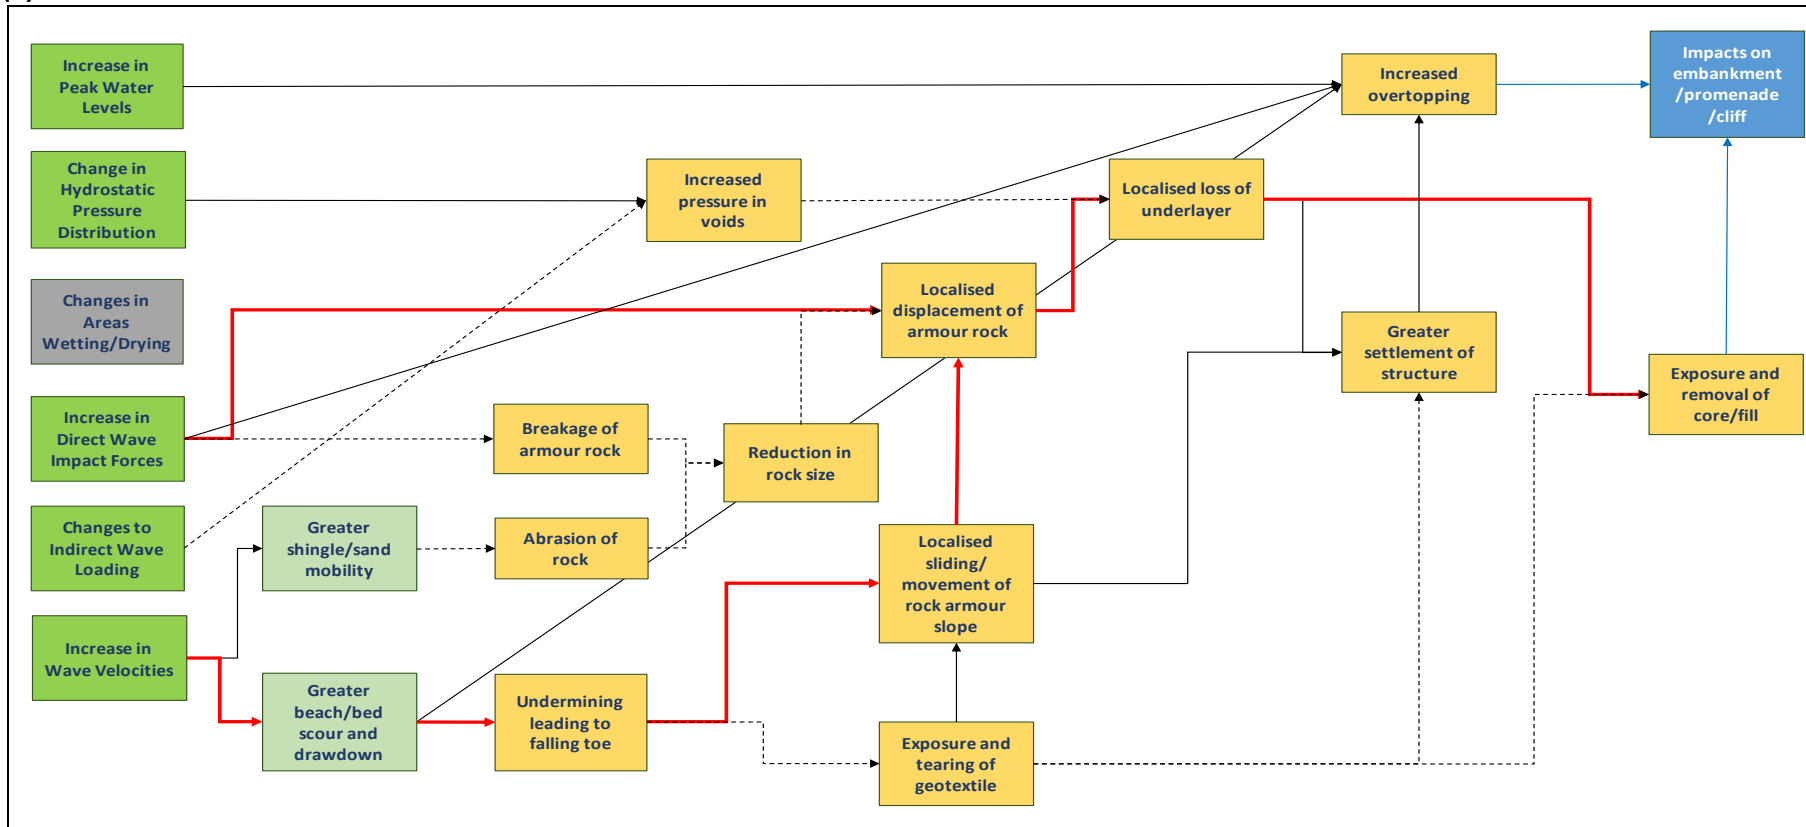 Increase in
Peak Water
Levels
Increased
overtopping
Impacts on
embankment
/promenade
/cliff
Change in
Hydrostatic
Pressure
Distribution
Increased
pressure in
voids
Localised loss of
underlayer
Changes in
Areas
Wetting/Drying
Localised
displacement of
armour rock
Greater
settlement of
structure
Exposure and
removal of
core/fill
Increase in
Direct Wave
Impact Forces
Breakage of
armour rock
Reduction in
rock size
Changes to
Indirect Wave
Loading
Greater
shingle/sand
mobility
Abrasion of
rock
Localised
sliding/
movement of
rock armour
slope
Increase in
Wave Velocities
Greater
beach/bed
scour and
drawdown
Undermining
leading to
falling toe
Exposure and
tearing of
geotextile